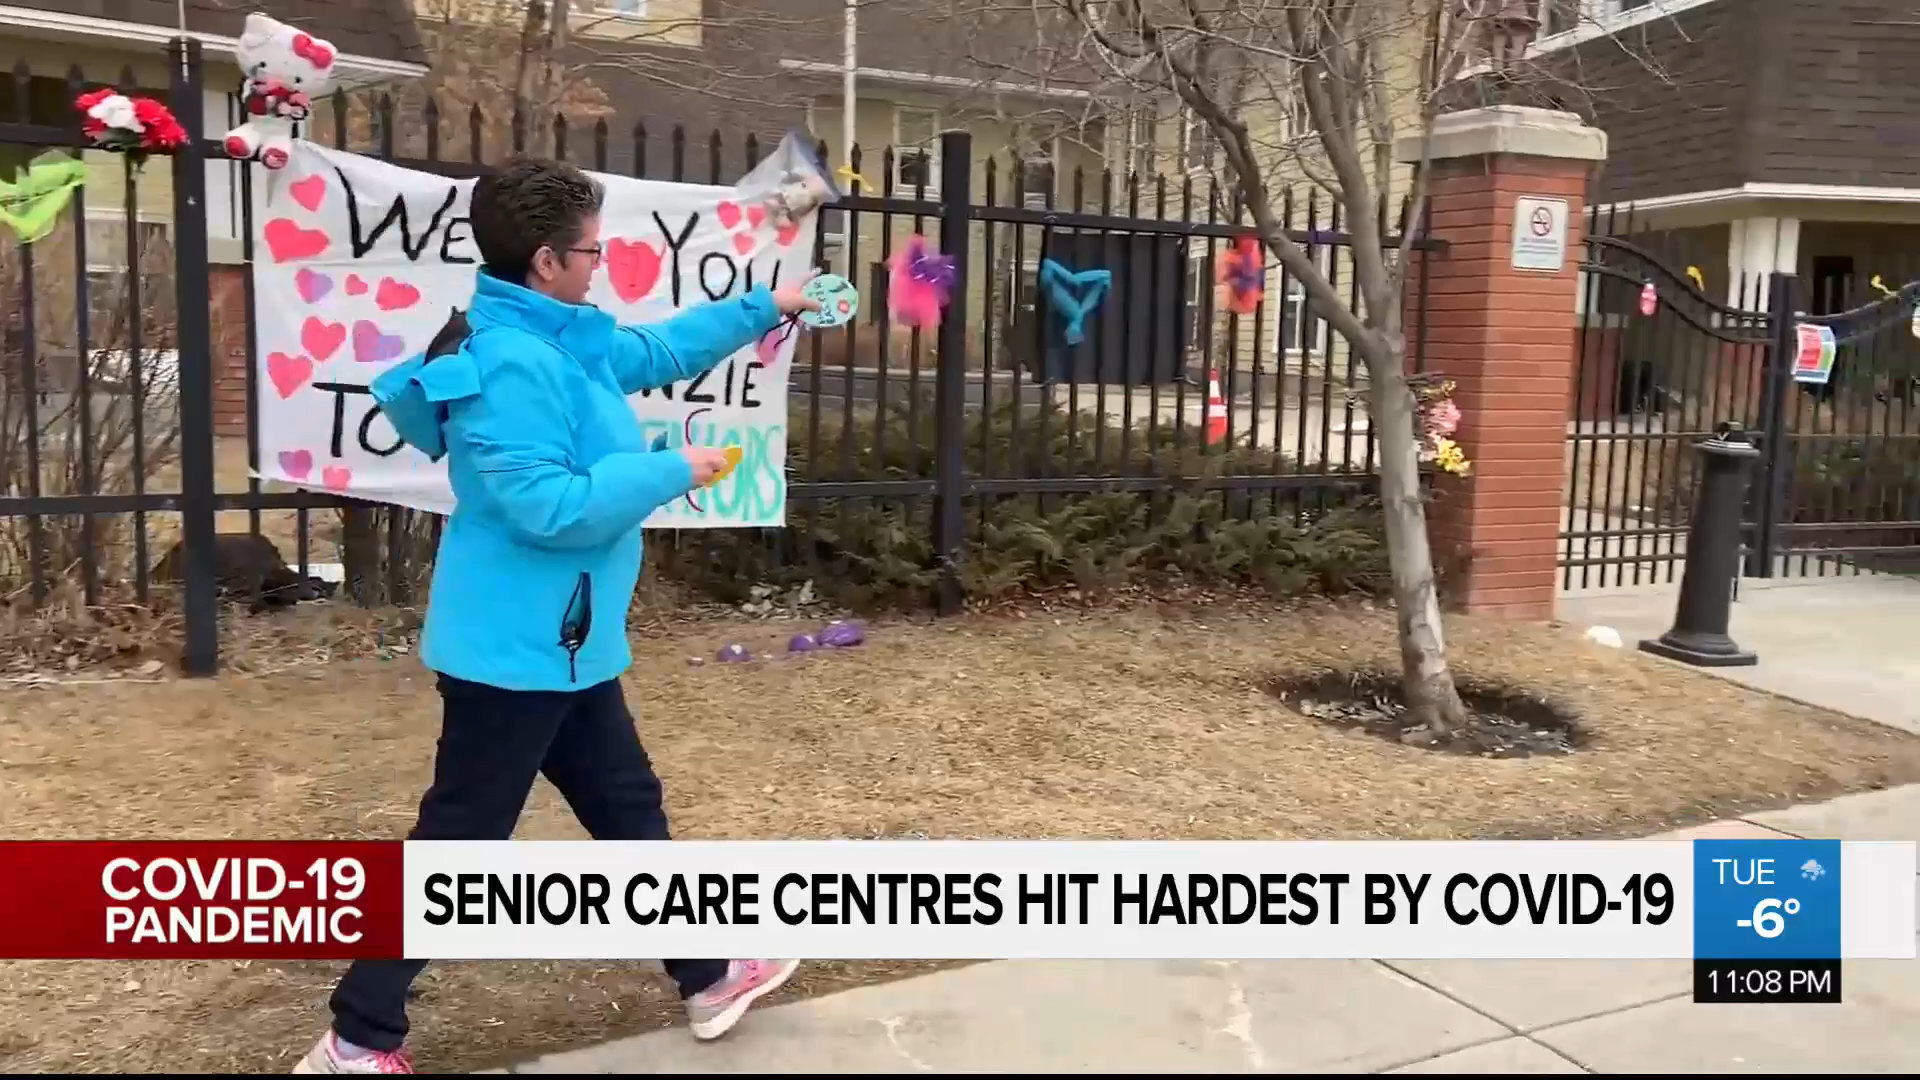 WE
YOU
TO
NZIE
COVID-19
PANDEMIC
SENIOR CARE CENTRES HIT HARDEST BY COVID-19
TUE
-6°
11:08 PM